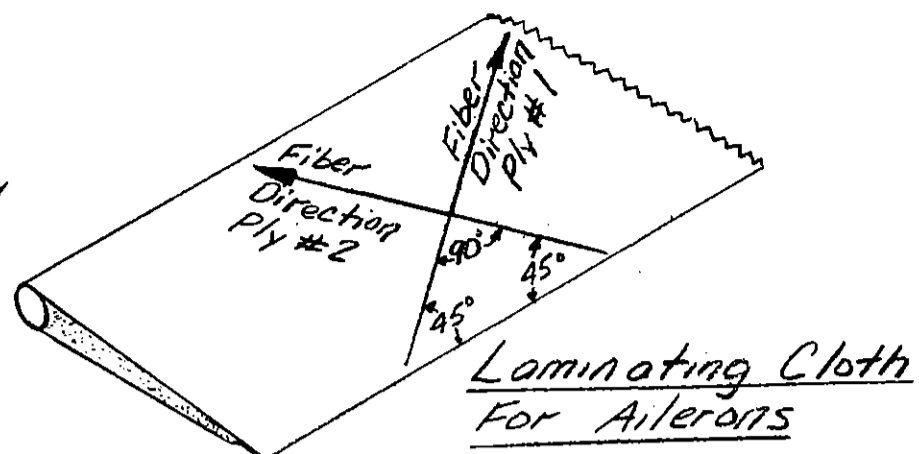 Fiber
Direction
Ply #1
Fiber
Direction
Ply #2
90°
45°
45°
Laminating Cloth
For Ailerons